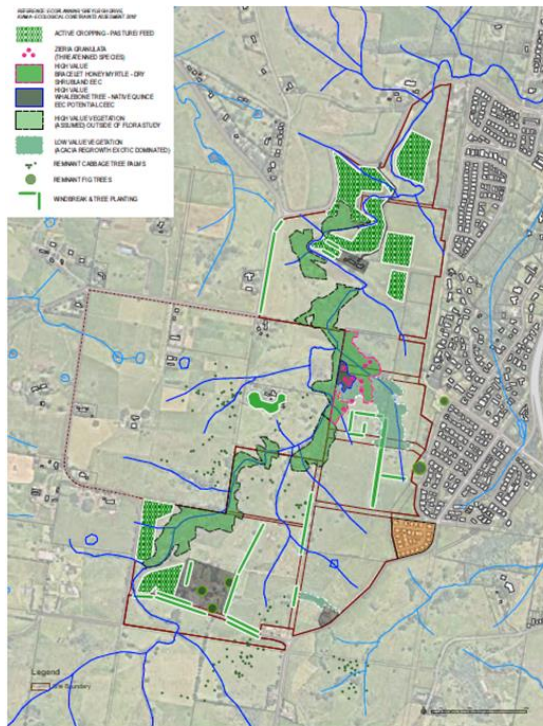 ACTIVE CROPPING - PASTURE/ FEED
ZIERIA GRANULATA
(THREATENNED SPECIES)
HIGH VALUE
BRACELET HONEY MYRTLE - DRY
SHRUBLAND EEC
HIGH VALUE
WHALEBONE TREE - NATIVE QUINCE
EEC POTENTIAL CEEC
HIGH VALUE VEGETATION
(ASSUMED) OUTSIDE OF FLORA STUDY
LOW VALUE VEGETATION
(ACACIA REGROWTH EXOTIC DOMINATED)
REMNANT CABBAGE TREE PALMS
REMNANT FIG TREES
WINDBREAK & TREE PLANTING
Legend
Site Boundary